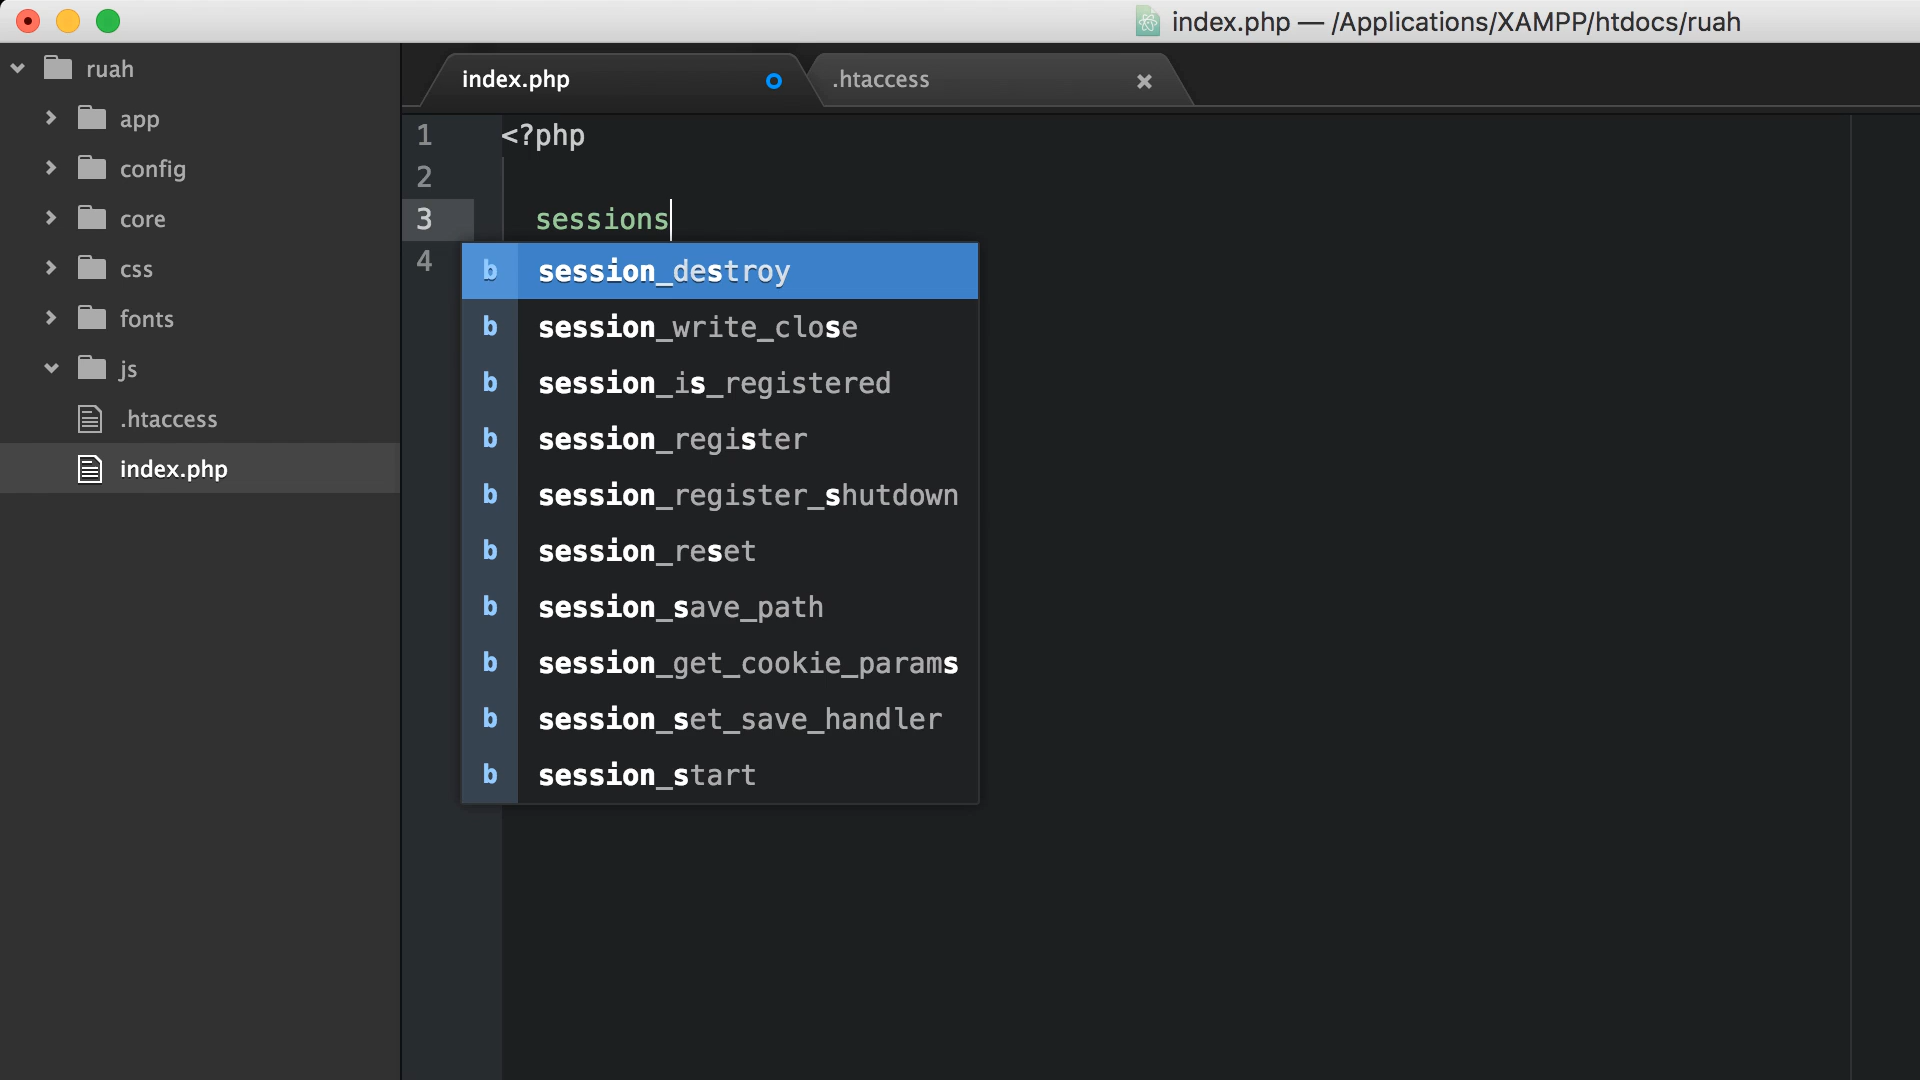 index.php — /Applications/XAMPP/htdocs/ruah
ruah
app
config
core
css
fonts
js
.htaccess
index.php
index.php
.htaccess
1 <?php
2
3 sessions
4
b session_destroy
b session_write_close
b session_is_registered
b session_register
b session_register_shutdown
b session_reset
b session_save_path
b session_get_cookie_params
b session_set_save_handler
b session_start